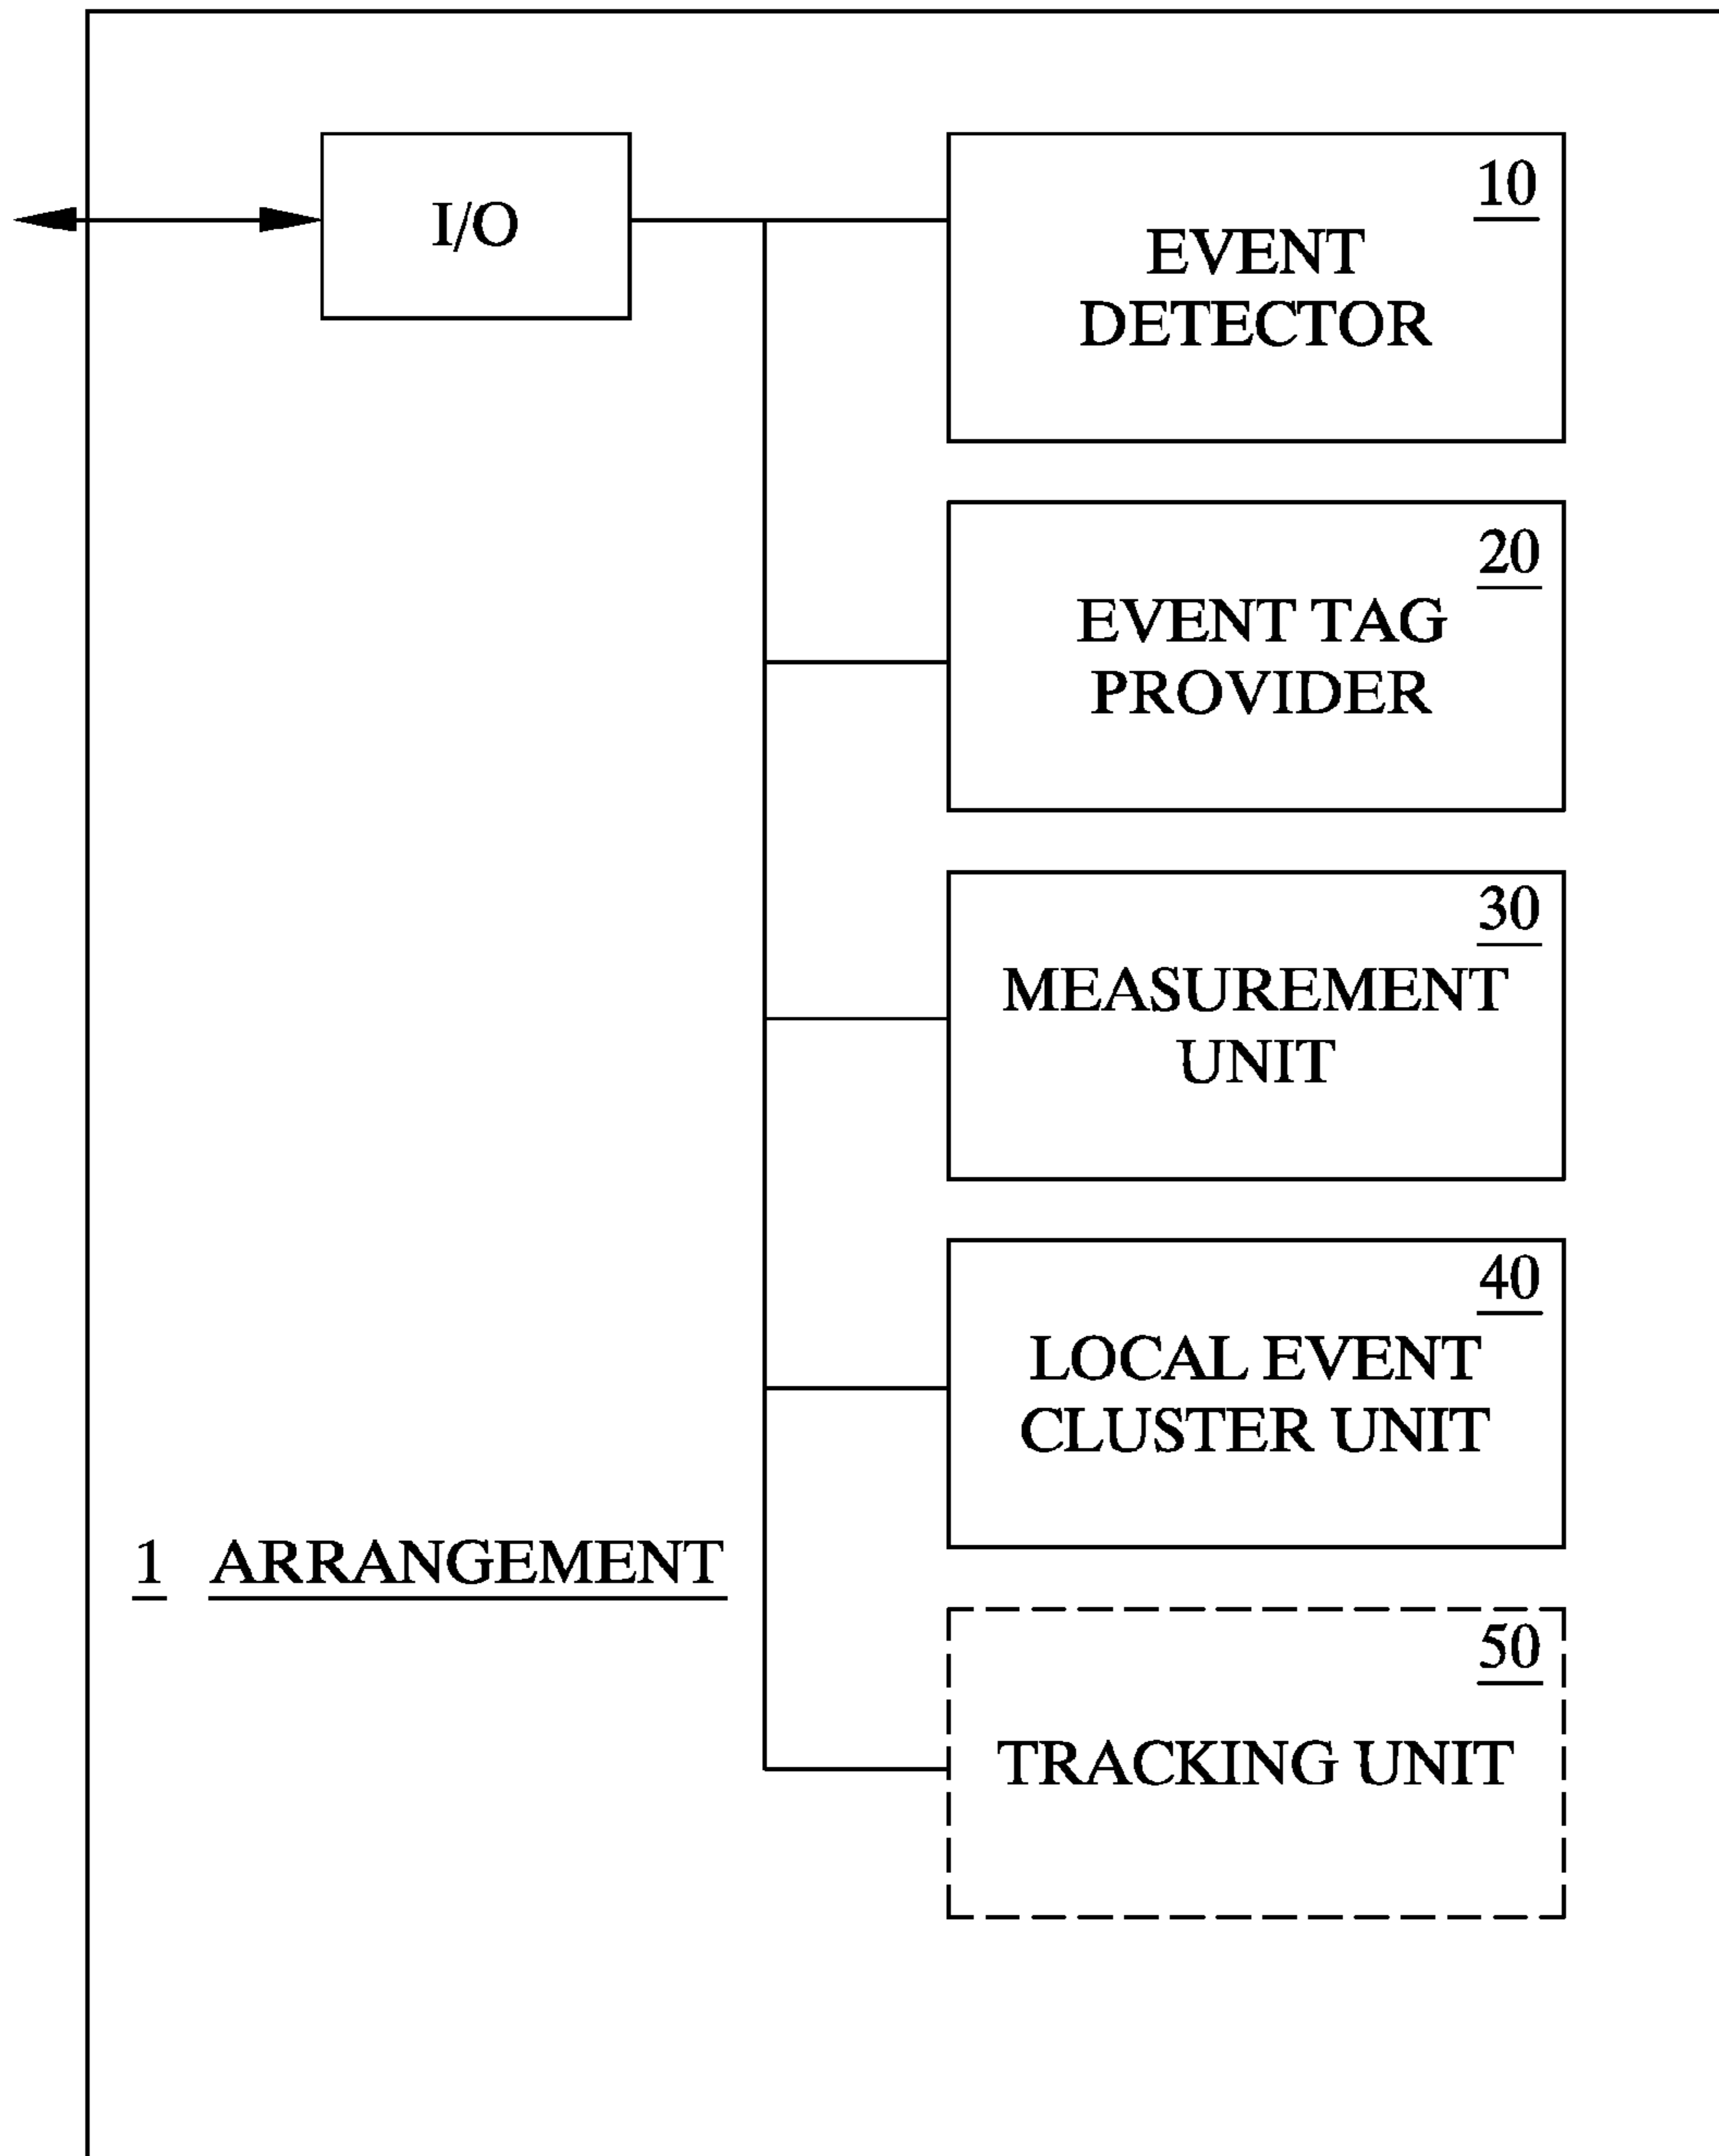 I/O
10
EVENT
DETECTOR
20
EVENT TAG
PROVIDER
30
MEASUREMENT
UNIT
40
LOCAL EVENT
CLUSTER UNIT
1 ARRANGEMENT
50
TRACKING UNIT